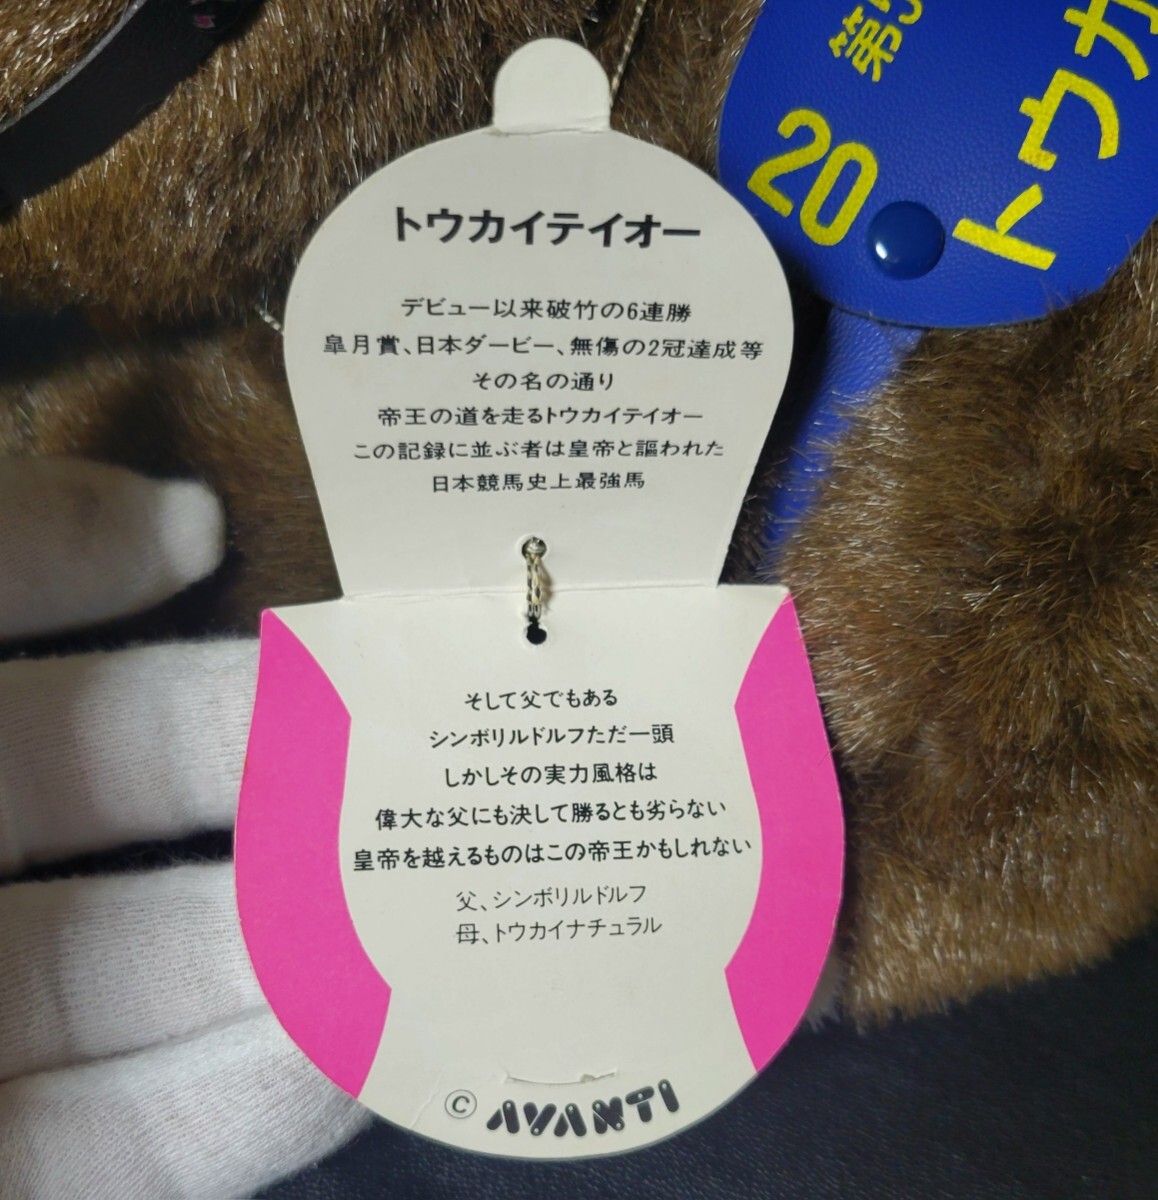 トウカイテイオー
デビュー以来破竹の6連勝
皐月賞、日本ダービー、無傷の2冠達成等
その名の通り
帝王の道を走るトウカイテイオー
この記録に並ぶ者は皇帝と謳われた
日本競馬史上最強馬
そして父でもある
シンボリルドルフただ一頭
しかしその実力風格は
偉大な父にも決して勝るとも劣らない
皇帝を越えるものはこの帝王かもしれない
父、シンボリルドルフ
母、トウカイナチュラル
© AVANTI
第5
20
トウカ